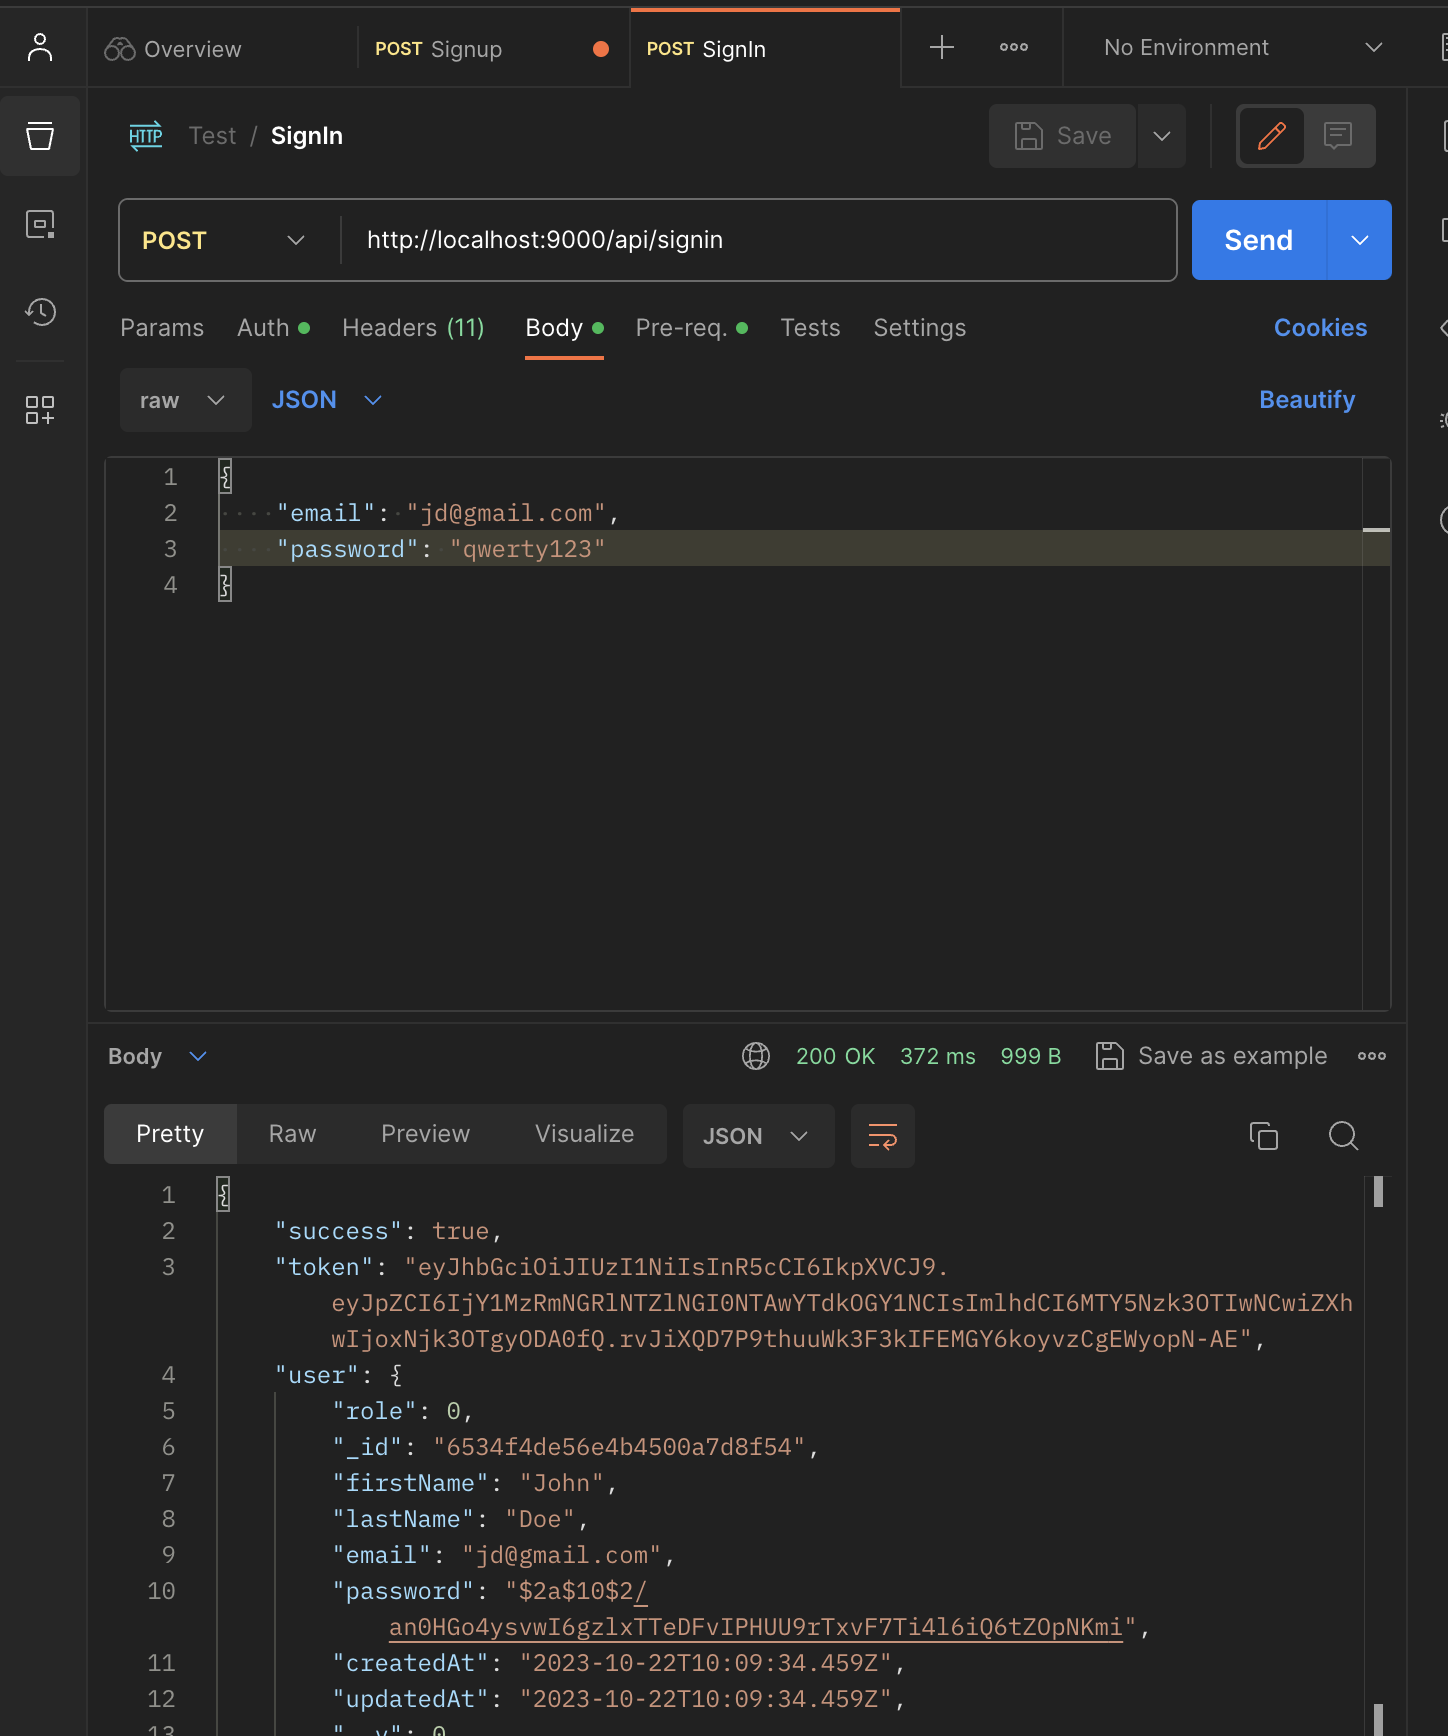 Overview
POST Signup
POST SignIn
No Environment
HTTP Test / SignIn
Save
POST
http://localhost:9000/api/signin
Send
Params Auth Headers (11) Body Pre-req. Tests Settings Cookies
raw JSON Beautify
1 {
2 "email": "jd@gmail.com",
3 "password": "qwerty123"
4 }
Body 200 OK 372 ms 999 B Save as example
Pretty Raw Preview Visualize JSON
1 {
2 "success": true,
3 "token": "eyJhbGciOiJIUzI1NiIsInR5cCI6IkpXVCJ9.
eyJpZCI6IjY1MzRmNGRlNTZlNGI0NTAwYTdkOGY1NCIsImlhdCI6MTY5Nzk3OTIwNCwiZXh
wIjoxNjk3OTgyODA0fQ.rvJiXQD7P9thuuWk3F3kIFEMGY6koyvzCgEWyopN-AE",
4 "user": {
5 "role": 0,
6 "_id": "6534f4de56e4b4500a7d8f54",
7 "firstName": "John",
8 "lastName": "Doe",
9 "email": "jd@gmail.com",
10 "password": "$2a$10$2/
an0HGo4ysvwI6gzlxTTeDFvIPHUU9rTxvF7Ti4l6iQ6tZOpNKmi",
11 "createdAt": "2023-10-22T10:09:34.459Z",
12 "updatedAt": "2023-10-22T10:09:34.459Z",
13 "__v": 0